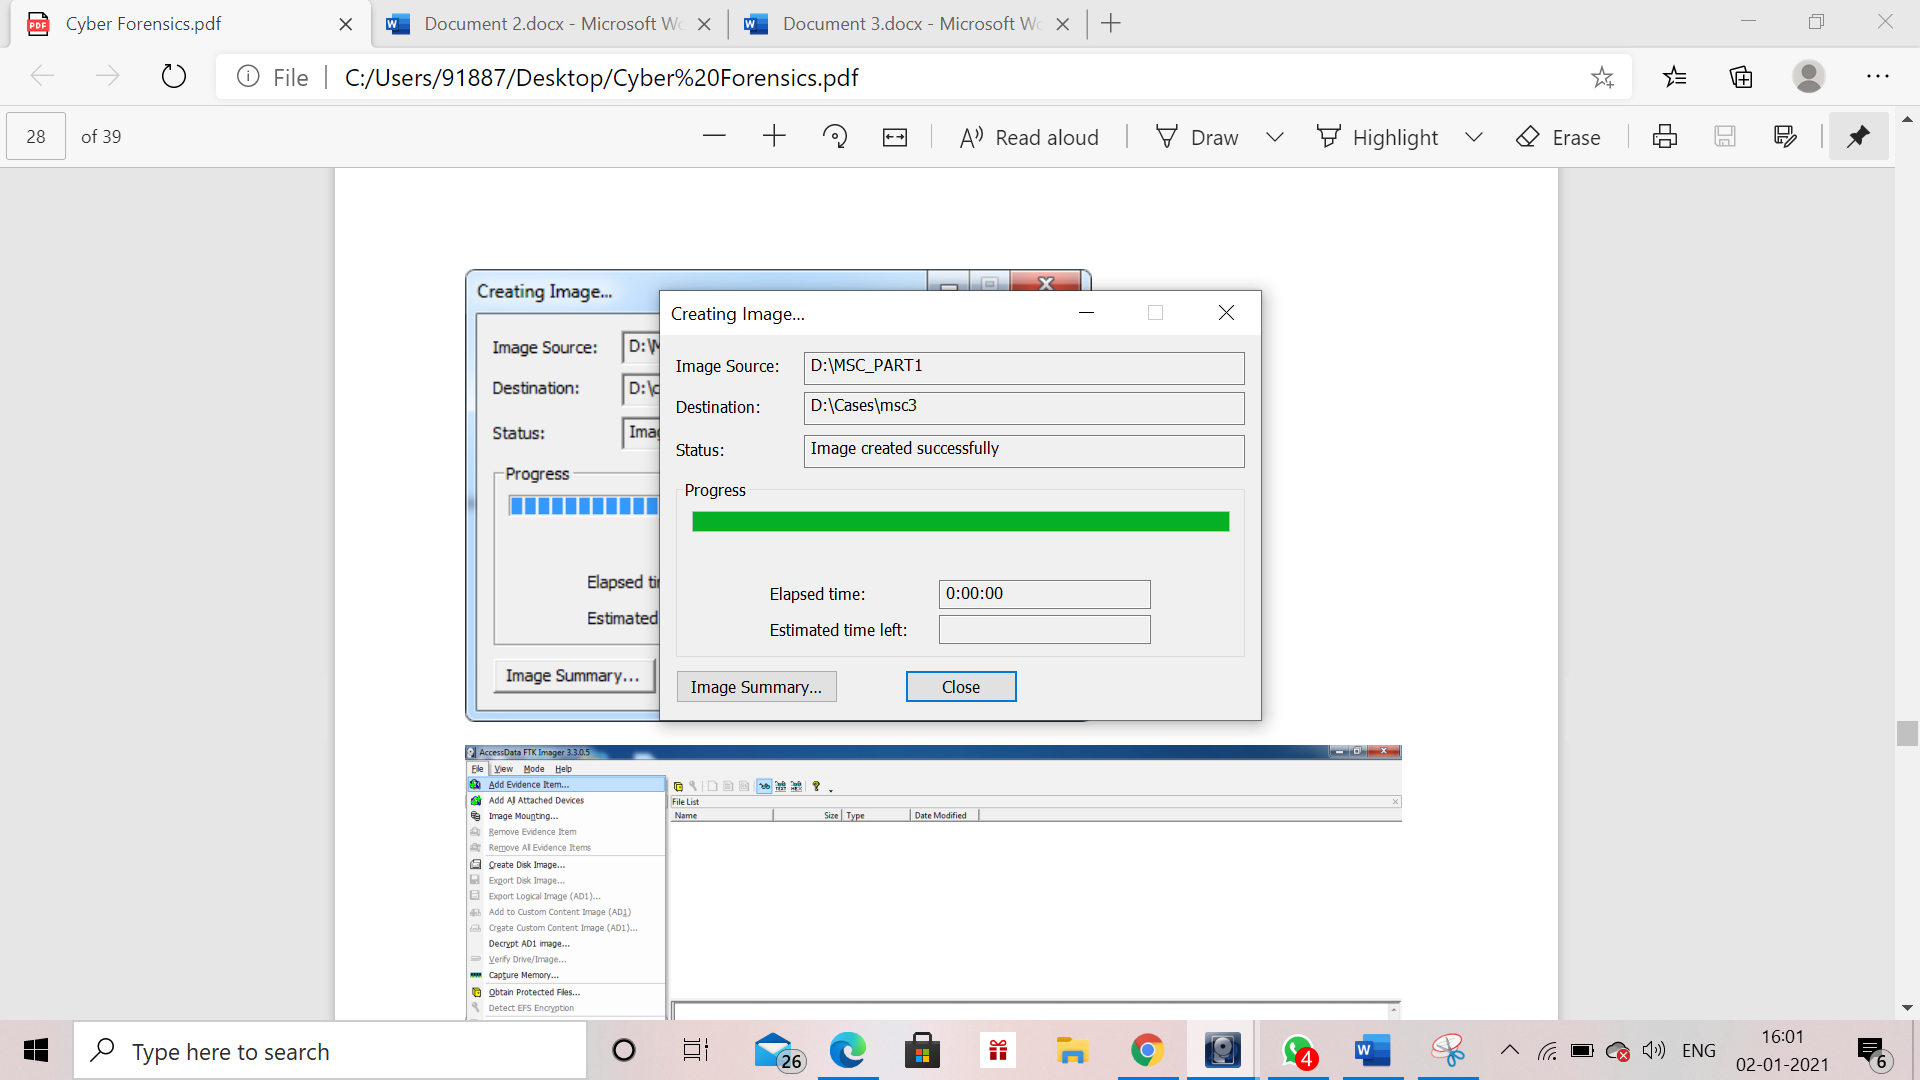 Cyber Forensics.pdf
Document 2.docx - Microsoft Wo
Document 3.docx - Microsoft Wo
File
C:/Users/91887/Desktop/Cyber%20Forensics.pdf
28 of 39
Read aloud
Draw
Highlight
Erase
Creating Image...
Image Source: D:\M
Destination: D:\c
Status: Imag
Progress
Elapsed ti
Estimated
Image Summary...
Creating Image...
Image Source: D:\MSC_PART1
Destination: D:\Cases\msc3
Status: Image created successfully
Progress
Elapsed time: 0:00:00
Estimated time left:
Image Summary...
Close
AccessData FTK Imager 3.3.0.5
File View Mode Help
Add Evidence Item...
Add All Attached Devices
Image Mounting...
Remove Evidence Item
Remove All Evidence Items
Create Disk Image...
Export Disk Image...
Export Logical Image (AD1)...
Add to Custom Content Image (AD1)
Create Custom Content Image (AD1)...
Decrypt AD1 image...
Verify Drive/Image...
Capture Memory...
Obtain Protected Files...
Detect EFS Encryption
File List
Name Size Type Date Modified
Type here to search
26
4
ENG
16:01
02-01-2021
6